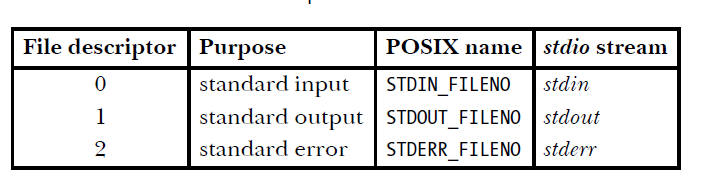 File descriptor Purpose POSIX name stdio stream
0 standard input STDIN_FILENO stdin
1 standard output STDOUT_FILENO stdout
2 standard error STDERR_FILENO stderr